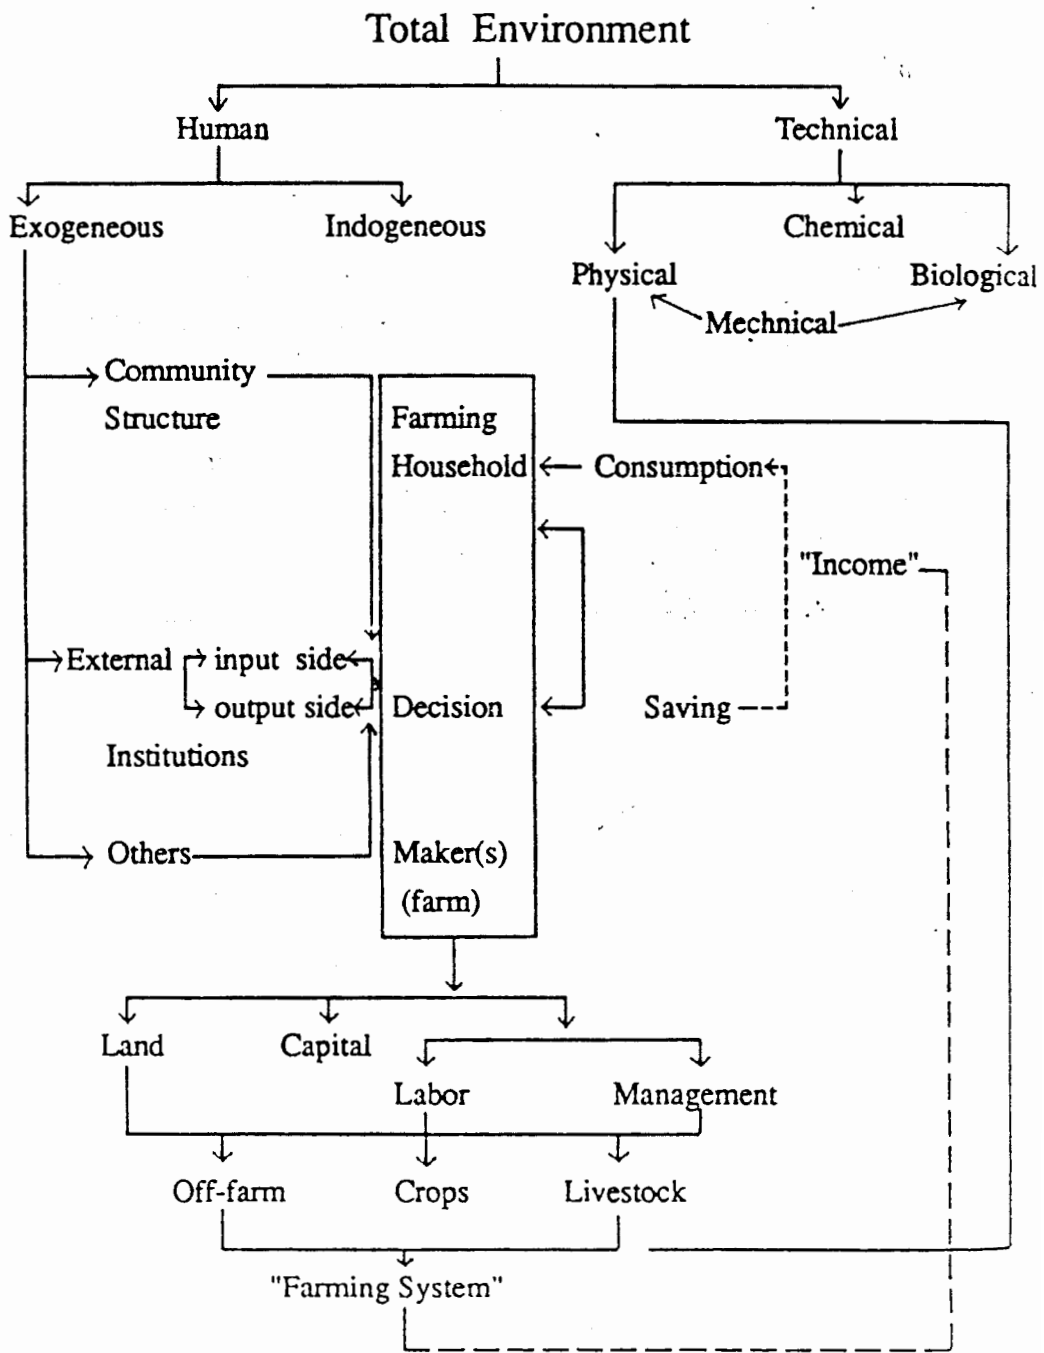 Total Environment
Human
Technical
Exogeneous
Indogeneous
Chemical
Physical
Biological
Mechnical
Community
Structure
Farming
Household
Consumption
"Income"
External
input side
output side
Institutions
Decision
Saving
Others
Maker(s)
(farm)
Land
Capital
Labor
Management
Off-farm
Crops
Livestock
"Farming System"